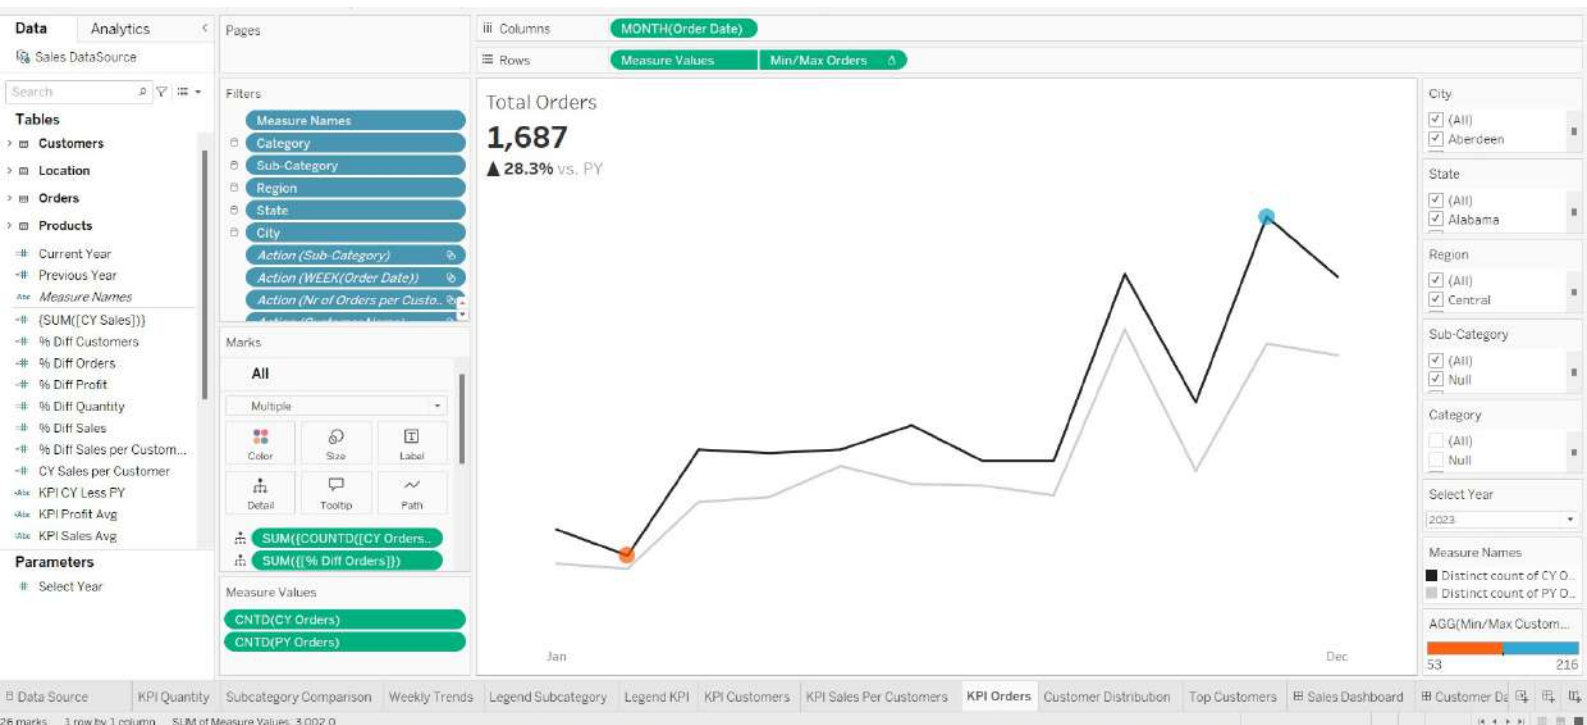 Data
Analytics
Sales DataSource
Search
Tables
Customers
Location
Orders
Products
Current Year
Previous Year
Abc Measure Names
{SUM([CY Sales])}
% Diff Customers
% Diff Orders
% Diff Profit
% Diff Quantity
% Diff Sales
% Diff Sales per Custom...
CY Sales per Customer
Abc KPI CY Less PY
Abc KPI Profit Avg
Abc KPI Sales Avg
Parameters
# Select Year
Pages
Filters
Measure Names
Category
Sub-Category
Region
State
City
Action (Sub-Category)
Action (WEEK(Order Date))
Action (Nr of Orders per Custo..
Marks
All
Multiple
Color Size Label
Detail Tooltip Path
SUM({COUNTD([CY Orders..
SUM({[% Diff Orders]})
Measure Values
CNTD(CY Orders)
CNTD(PY Orders)
iii Columns MONTH(Order Date)
Rows Measure Values Min/Max Orders
Total Orders
1,687
▲ 28.3% vs. PY
Jan Dec
City
(All)
Aberdeen
State
(All)
Alabama
Region
(All)
Central
Sub-Category
(All)
Null
Category
(All)
Null
Select Year
2023
Measure Names
Distinct count of CY O..
Distinct count of PY O..
AGG(Min/Max Custom...
53 216
Data Source KPI Quantity Subcategory Comparison Weekly Trends Legend Subcategory Legend KPI KPI Customers KPI Sales Per Customers KPI Orders Customer Distribution Top Customers Sales Dashboard Customer Da
26 marks 1 row by 1 column SUM of Measure Values: 3,002.0